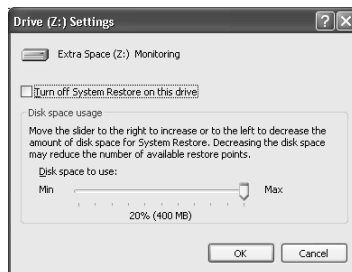 Drive (Z:) Settings
Extra Space (Z:) Monitoring
Turn off System Restore on this drive
Disk space usage
Move the slider to the right to increase or to the left to decrease the
amount of disk space for System Restore. Decreasing the disk space
may reduce the number of available restore points.
Disk space to use:
Min Max
20% (400 MB)
OK Cancel